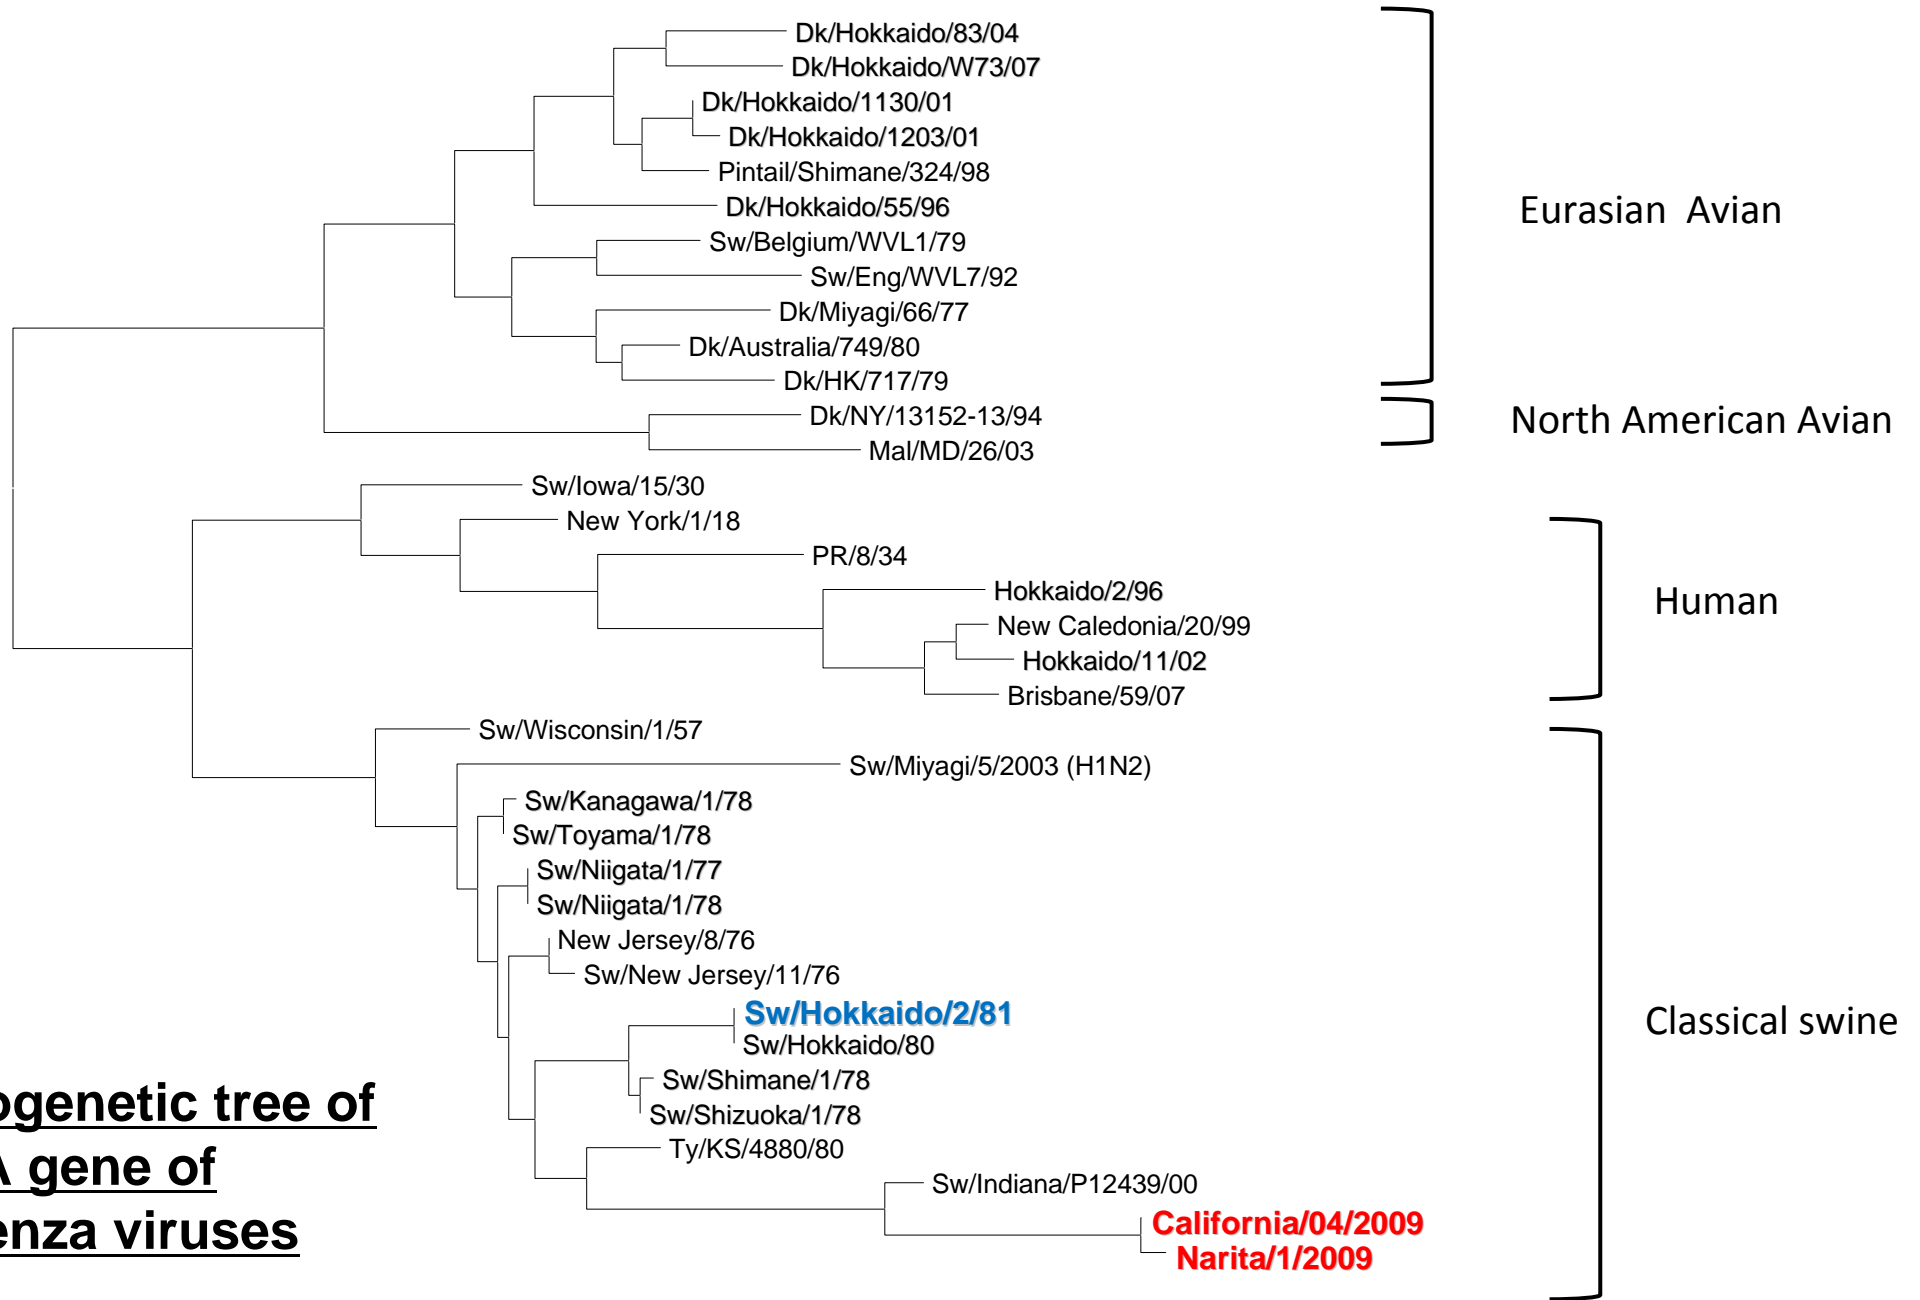 Dk/Hokkaido/83/04
Dk/Hokkaido/W73/07
Dk/Hokkaido/1130/01
Dk/Hokkaido/1203/01
Pintail/Shimane/324/98
Dk/Hokkaido/55/96
Sw/Belgium/WVL1/79
Sw/Eng/WVL7/92
Dk/Miyagi/66/77
Dk/Australia/749/80
Dk/HK/717/79
Eurasian Avian
Dk/NY/13152-13/94
Mal/MD/26/03
North American Avian
Sw/Iowa/15/30
New York/1/18
PR/8/34
Hokkaido/2/96
New Caledonia/20/99
Hokkaido/11/02
Brisbane/59/07
Human
Sw/Wisconsin/1/57
Sw/Miyagi/5/2003 (H1N2)
Sw/Kanagawa/1/78
Sw/Toyama/1/78
Sw/Niigata/1/77
Sw/Niigata/1/78
New Jersey/8/76
Sw/New Jersey/11/76
Sw/Hokkaido/2/81
Sw/Hokkaido/80
Sw/Shimane/1/78
Sw/Shizuoka/1/78
Ty/KS/4880/80
Sw/Indiana/P12439/00
California/04/2009
Narita/1/2009
Classical swine
ogenetic tree of
A gene of
enza viruses